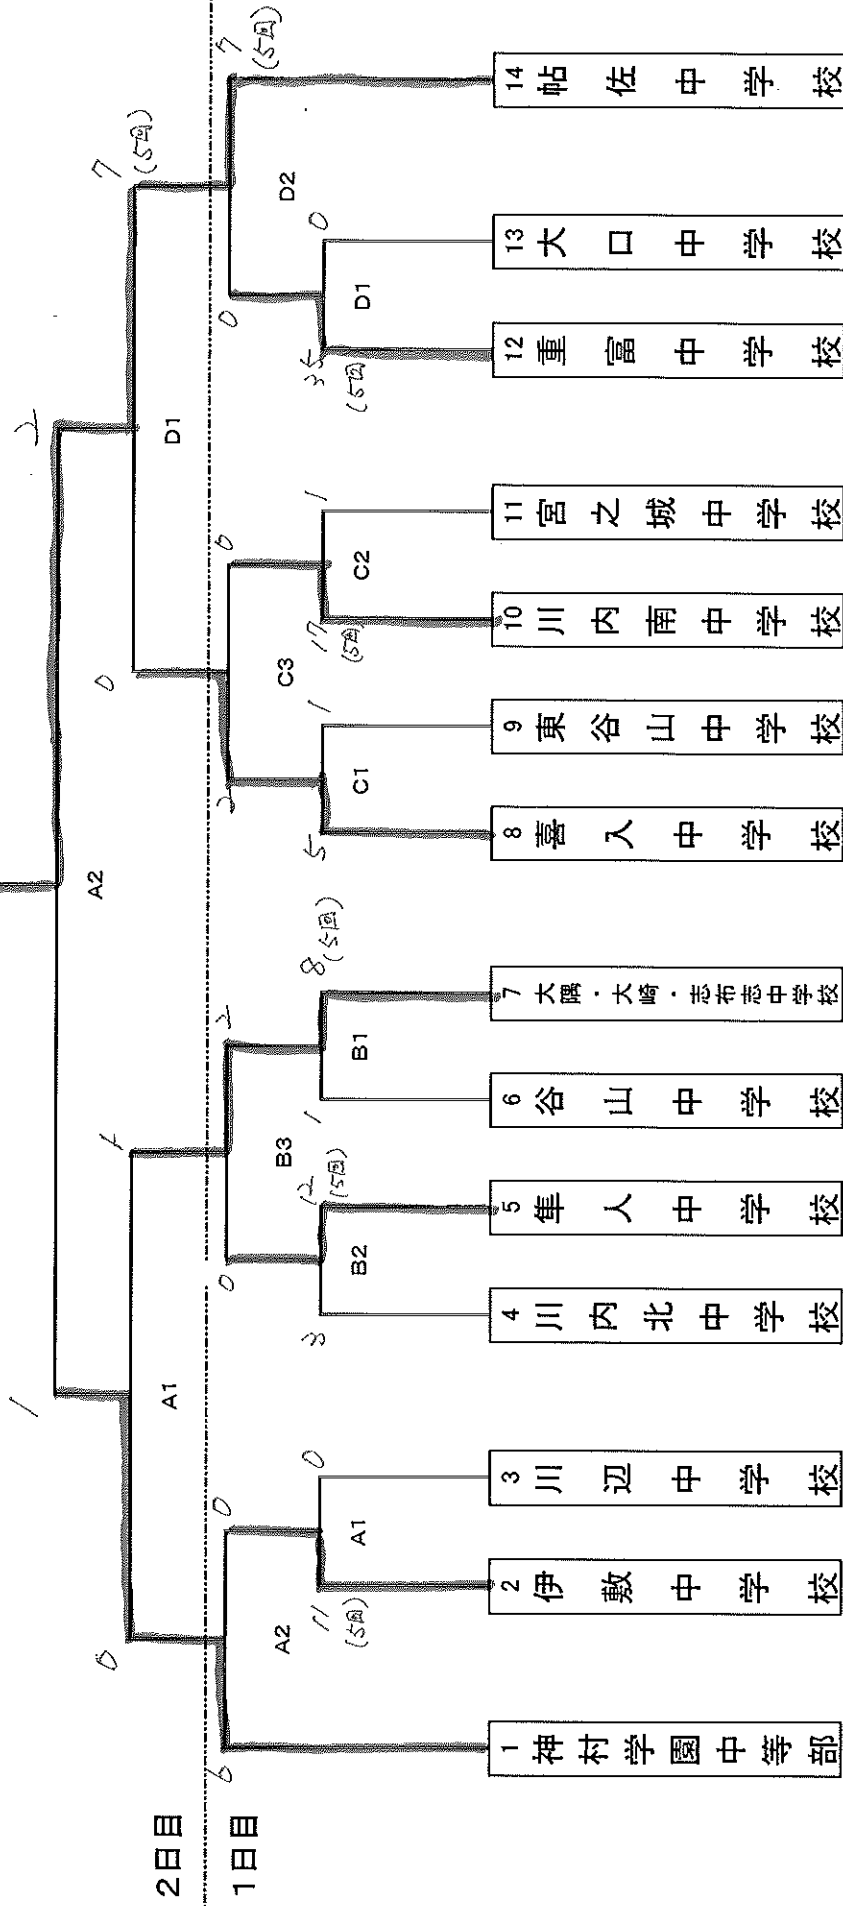 2日目
1日目
A2
A1
D1
A2
B3
C3
D2
A1
B2
B1
C1
C2
D1
1
2
7
(5回)
0
0
0
2
0
2
0
0
7
(5回)
11
(5回)
0
3
12
(5回)
1
8
(5回)
5
1
17
(5回)
1
35
(5回)
0
1 神村学園中等部
2 伊敷中学校
3 川辺中学校
4 川内北中学校
5 隼人中学校
6 谷山中学校
7 大隅・大崎・志布志中学校
8 喜入中学校
9 東谷山中学校
10 川内南中学校
11 宮之城中学校
12 重富中学校
13 大口中学校
14 帖佐中学校